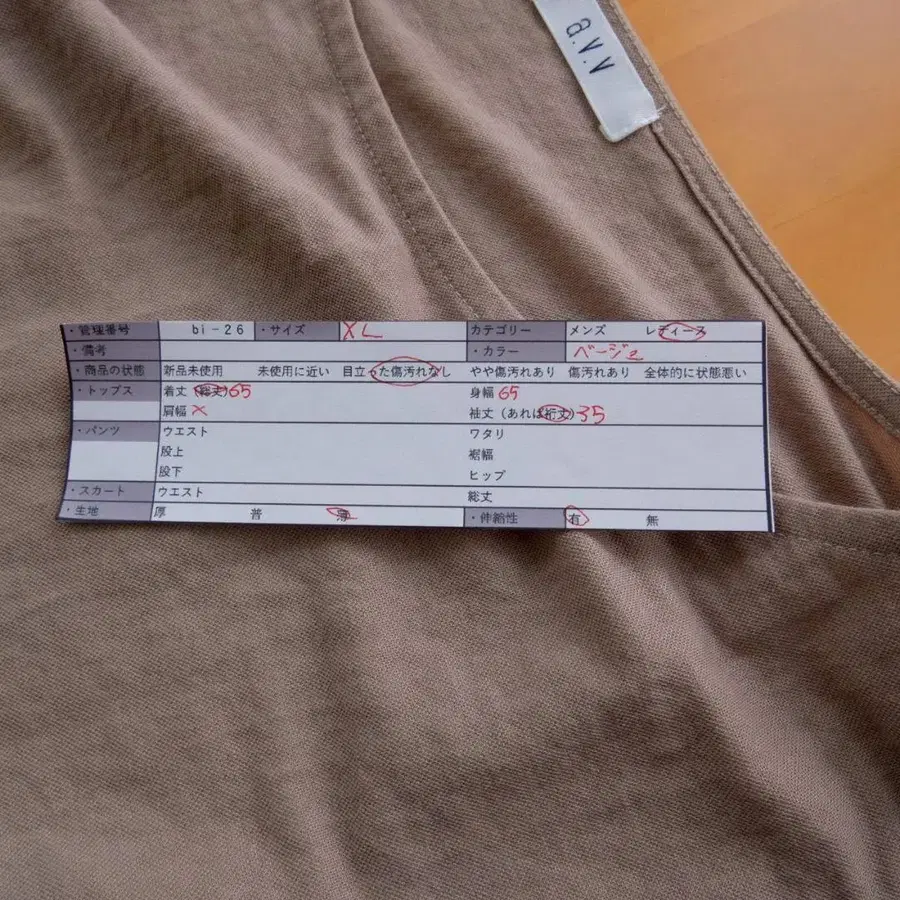 a.v.v
・管理番号 bi-26 ・サイズ XL カテゴリー メンズ レディース
・備考 ・カラー ベージュ
・商品の状態 新品未使用 未使用に近い 目立った傷汚れなし やや傷汚れあり 傷汚れあり 全体的に状態悪い
・トップス 着丈(総丈)65 身幅 65
肩幅 × 袖丈(あれば裄丈)35
・パンツ ウエスト ワタリ
股上 裾幅
股下 ヒップ
・スカート ウエスト 総丈
・生地 厚 普 薄 ・伸縮性 有 無